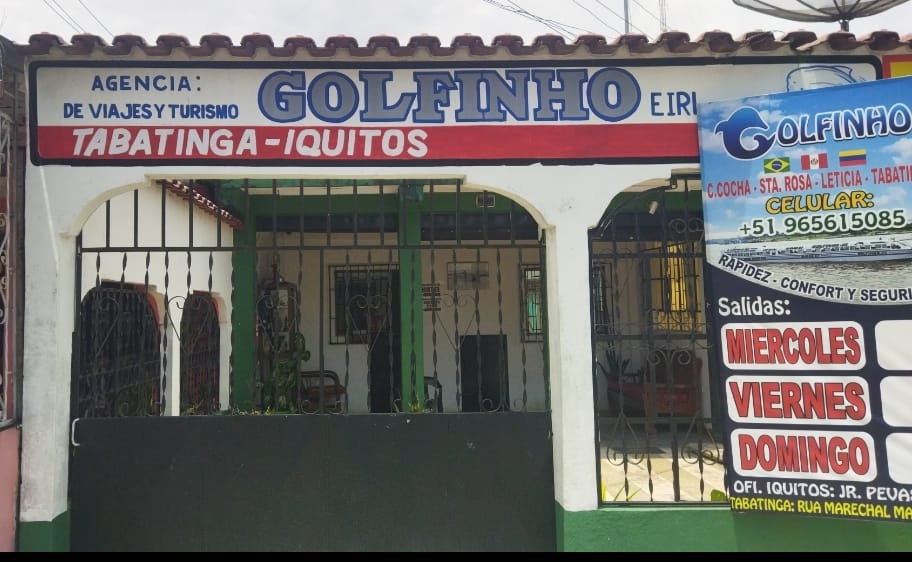 AGENCIA:
DE VIAJES Y TURISMO
GOLFINHO
EIRL
TABATINGA-IQUITOS
GOLFINHO
C.COCHA - STA. ROSA - LETICIA - TABATI
CELULAR:
+51 965615085
RAPIDEZ - CONFORT Y SEGURI
Salidas:
MIERCOLES
VIERNES
DOMINGO
OFI. IQUITOS: JR. PEVA
TABATINGA: RUA MARECHAL MA